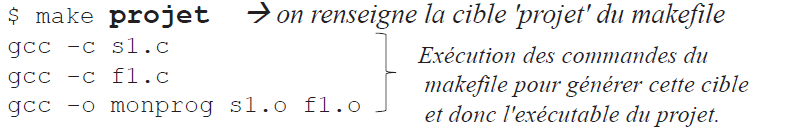 $ make projet → on renseigne la cible 'projet' du makefile
gcc -c s1.c
gcc -c f1.c
gcc -o monprog s1.o f1.o
Exécution des commandes du
makefile pour générer cette cible
et donc l'exécutable du projet.